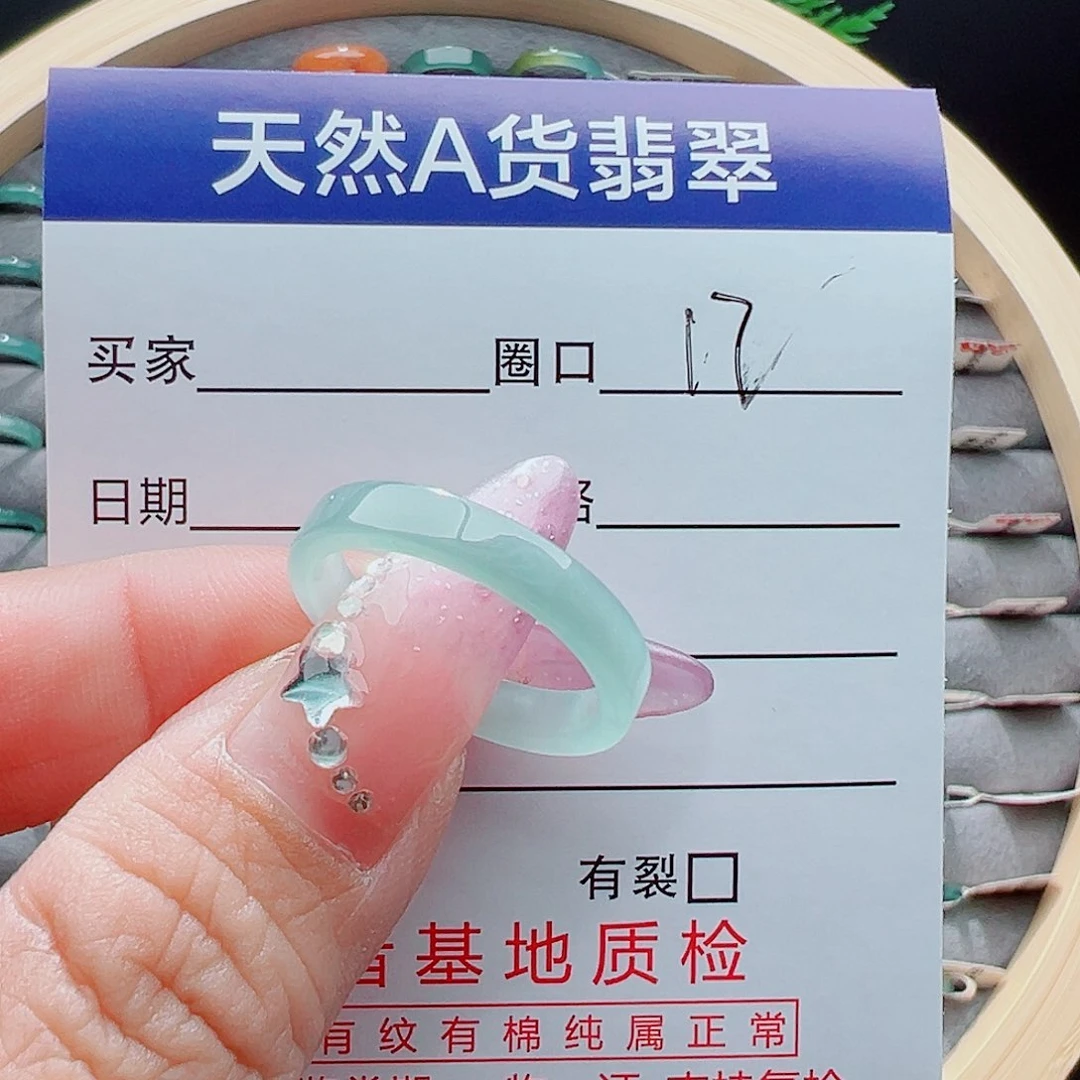 天然A货翡翠
买家 圈口 17
日期
有裂□
基地质检
有纹有棉纯属正常